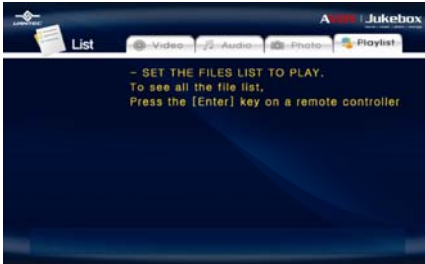 VANTEC
List
Video
Audio
Photo
Playlist
Jukebox
- SET THE FILES LIST TO PLAY.
To see all the file list,
Press the [Enter] key on a remote controller